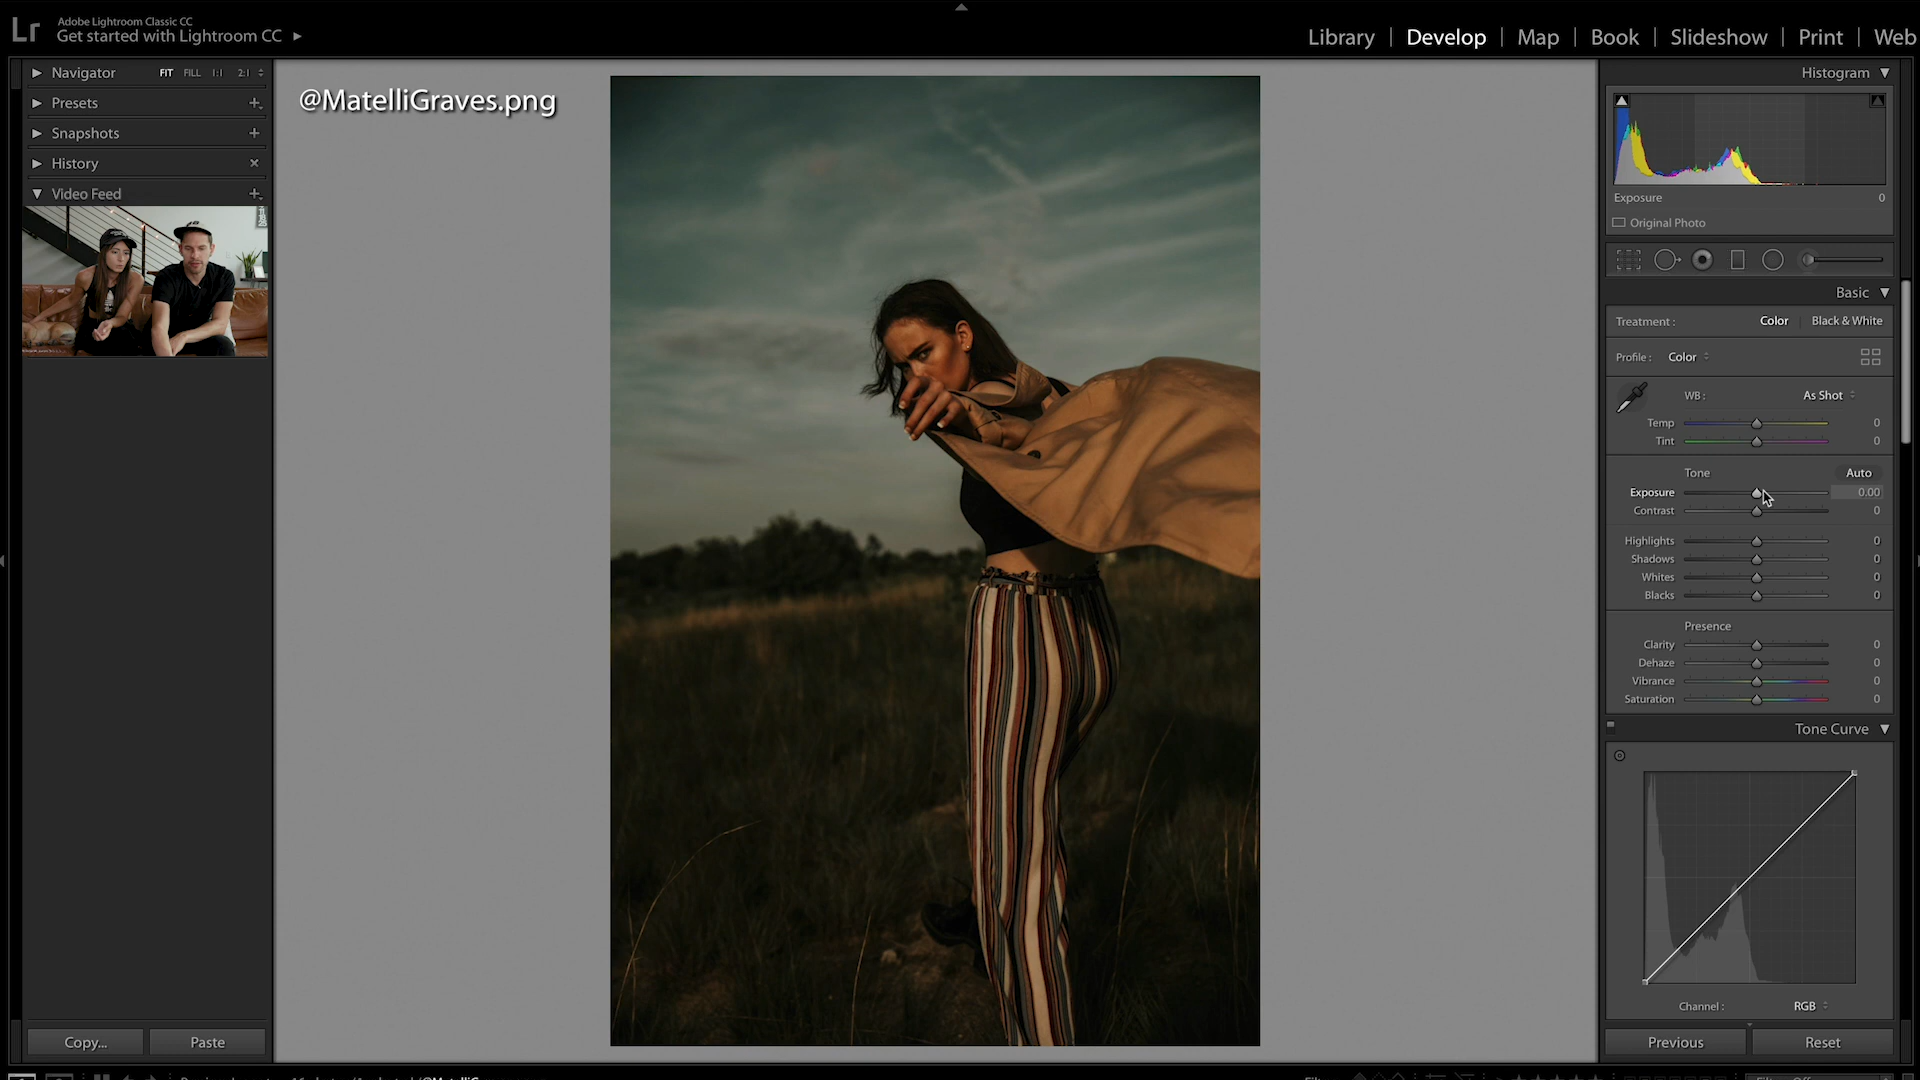 Lr
Adobe Lightroom Classic CC
Get started with Lightroom CC
Library | Develop | Map | Book | Slideshow | Print | Web
Navigator FIT FILL 1:1 2:1
Presets
Snapshots
History
Video Feed
@MatelliGraves.png
Histogram
Exposure 0
Original Photo
Basic
Treatment : Color Black & White
Profile : Color
WB : As Shot
Temp 0
Tint 0
Tone Auto
Exposure 0.00
Contrast 0
Highlights 0
Shadows 0
Whites 0
Blacks 0
Presence
Clarity 0
Dehaze 0
Vibrance 0
Saturation 0
Tone Curve
Channel : RGB
Copy... Paste
Previous Reset